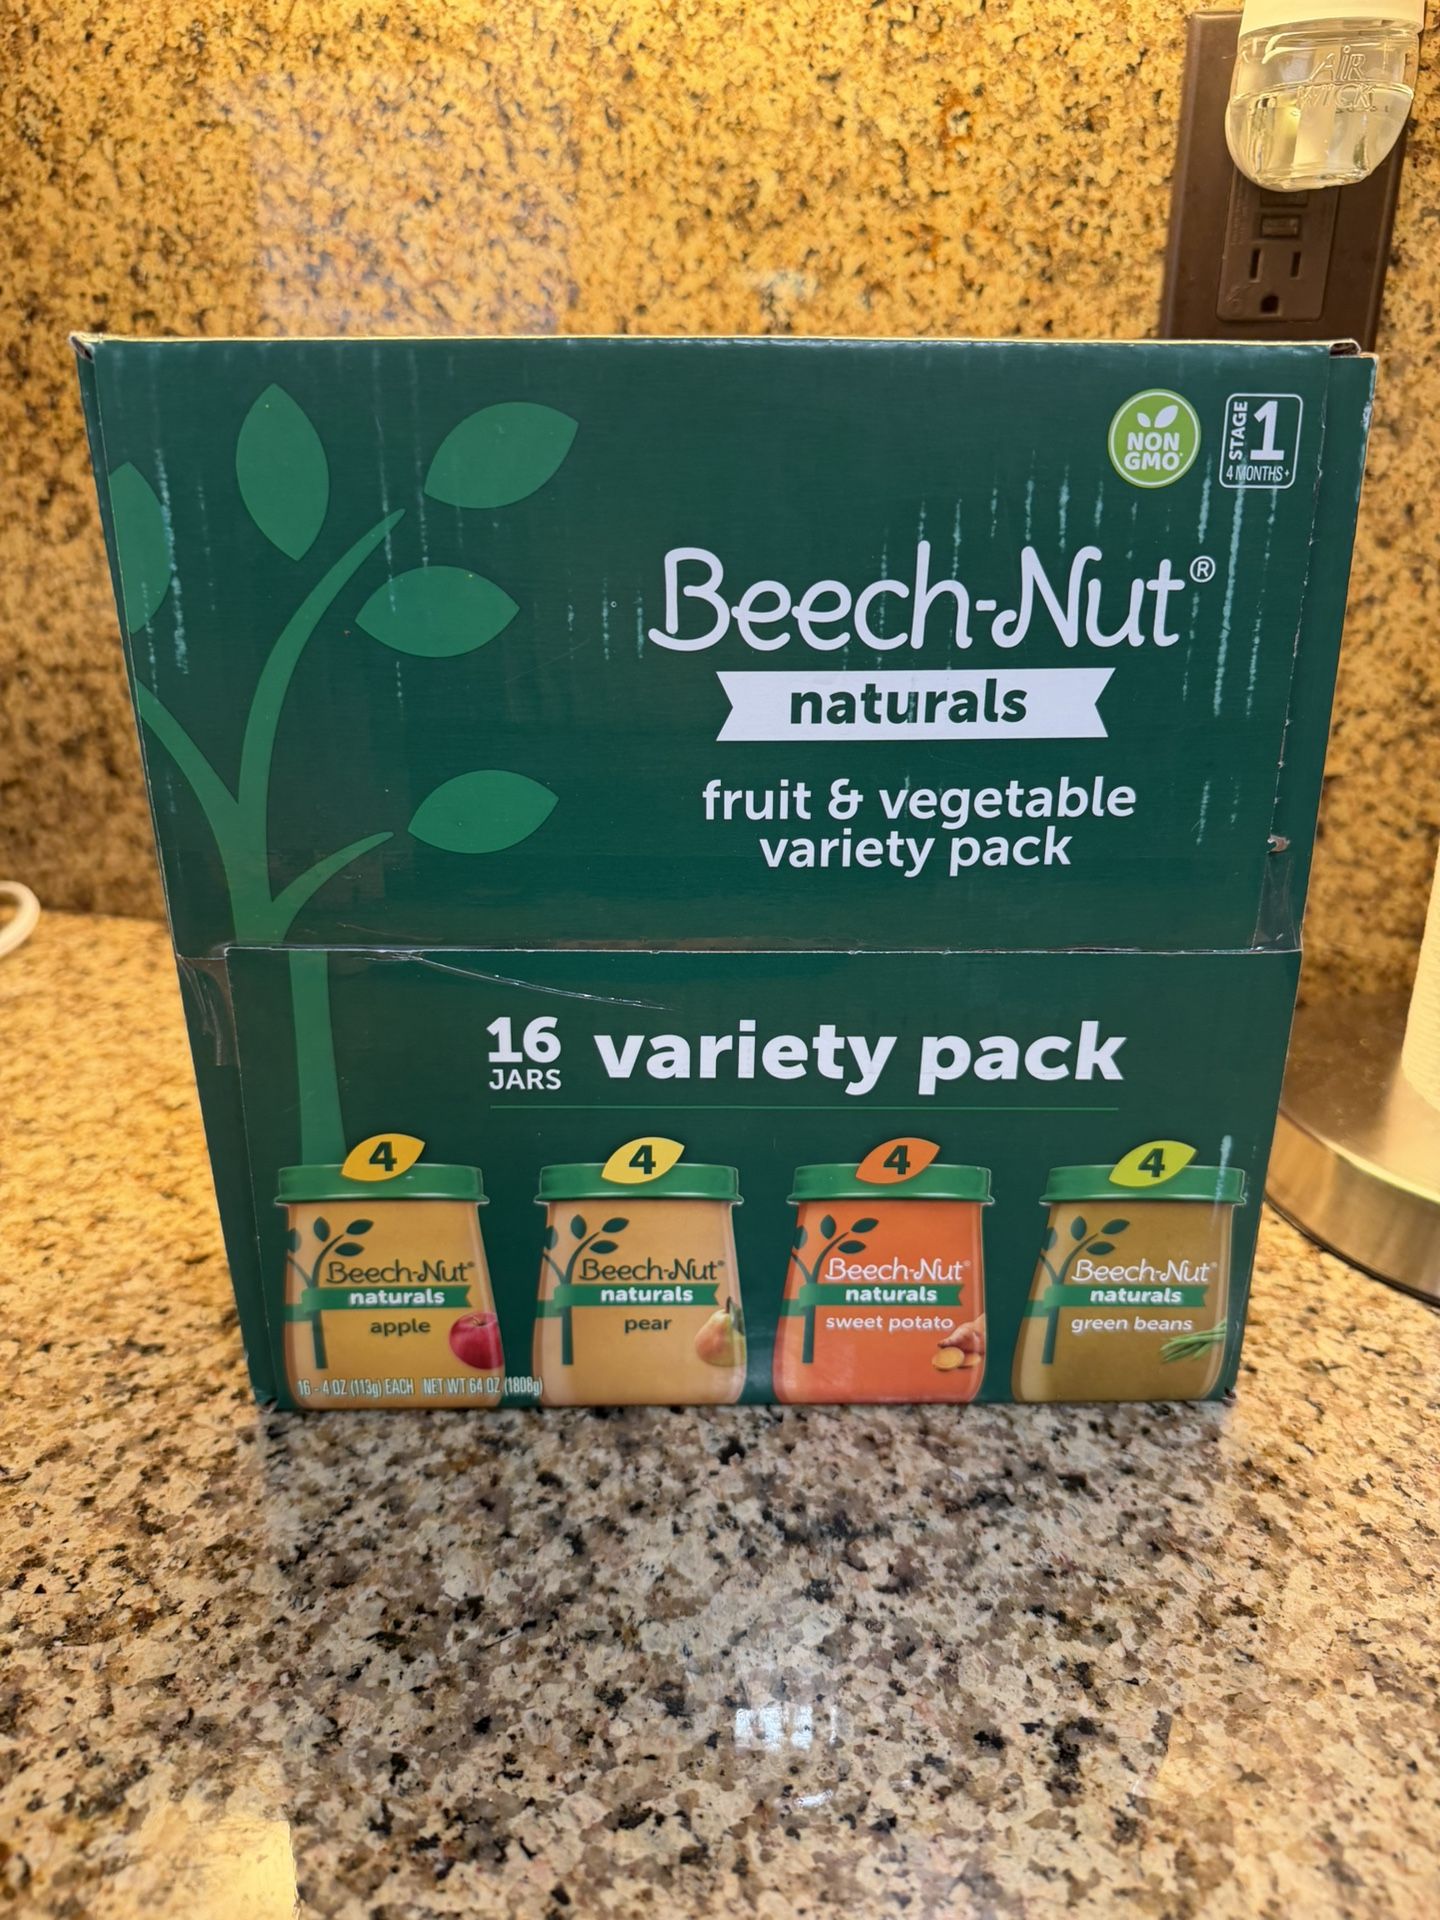 AiR
WICK
NON
GMO
STAGE 1
4 MONTHS+
Beech-Nut®
naturals
fruit & vegetable
variety pack
16 JARS variety pack
4 4 4 4
Beech-Nut® Beech-Nut® Beech-Nut® Beech-Nut®
naturals naturals naturals naturals
apple pear sweet potato green beans
16 - 4 OZ (113g) EACH NET WT 64 OZ (1808g)